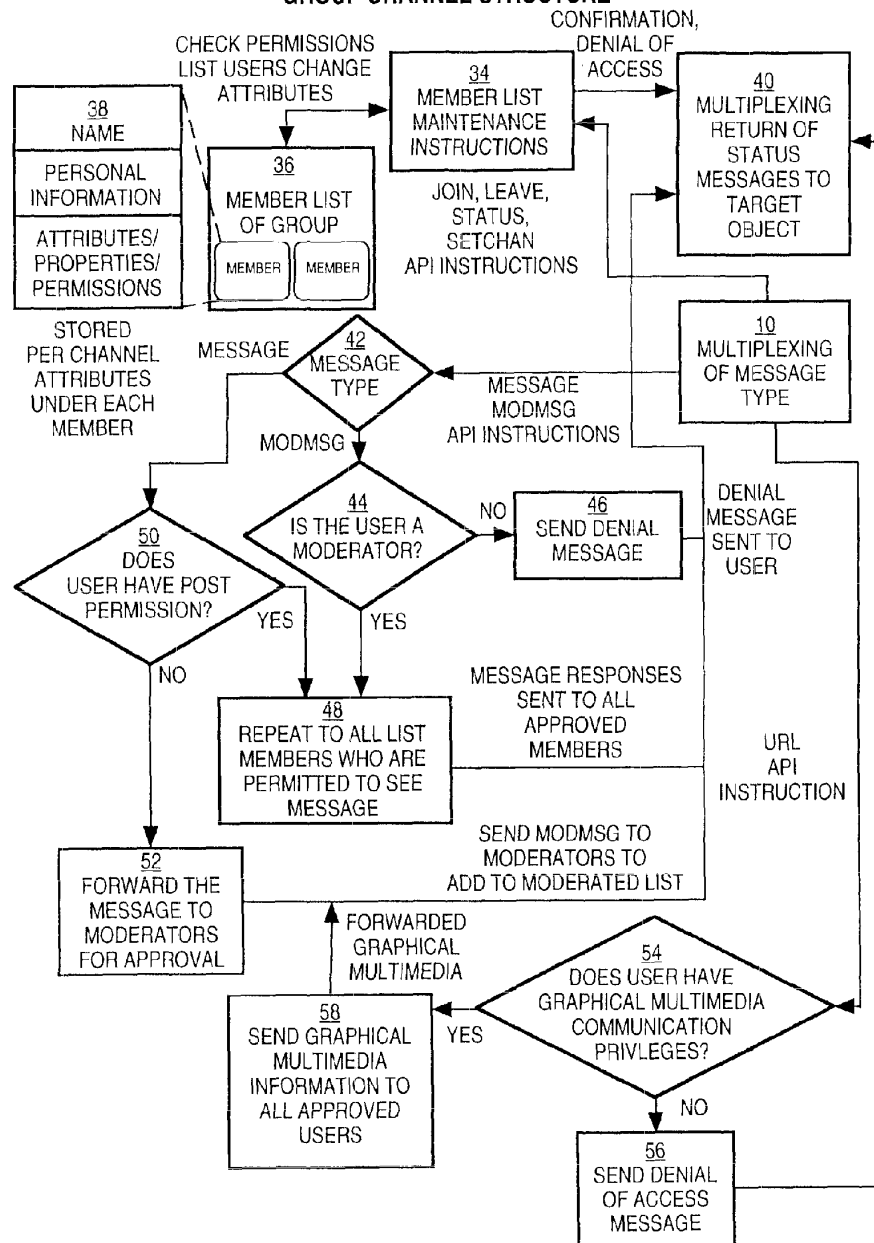 GROUP CHANNEL STRUCTURE
CONFIRMATION,
DENIAL OF
ACCESS
CHECK PERMISSIONS
LIST USERS CHANGE
ATTRIBUTES
34
MEMBER LIST
MAINTENANCE
INSTRUCTIONS
40
MULTIPLEXING
RETURN OF
STATUS
MESSAGES TO
TARGET
OBJECT
38
NAME
PERSONAL
INFORMATION
ATTRIBUTES/
PROPERTIES/
PERMISSIONS
36
MEMBER LIST
OF GROUP
MEMBER
MEMBER
JOIN, LEAVE,
STATUS,
SETCHAN
API INSTRUCTIONS
STORED
PER CHANNEL
ATTRIBUTES
UNDER EACH
MEMBER
MESSAGE
42
MESSAGE
TYPE
10
MULTIPLEXING
OF MESSAGE
TYPE
MESSAGE
MODMSG
API INSTRUCTIONS
MODMSG
44
IS THE USER A
MODERATOR?
NO
46
SEND DENIAL
MESSAGE
DENIAL
MESSAGE
SENT TO
USER
50
DOES
USER HAVE POST
PERMISSION?
YES
YES
NO
48
REPEAT TO ALL LIST
MEMBERS WHO ARE
PERMITTED TO SEE
MESSAGE
MESSAGE RESPONSES
SENT TO ALL
APPROVED
MEMBERS
URL
API
INSTRUCTION
52
FORWARD THE
MESSAGE TO
MODERATORS
FOR APPROVAL
SEND MODMSG TO
MODERATORS TO
ADD TO MODERATED LIST
FORWARDED
GRAPHICAL
MULTIMEDIA
54
DOES USER HAVE
GRAPHICAL MULTIMEDIA
COMMUNICATION
PRIVLEGES?
YES
58
SEND GRAPHICAL
MULTIMEDIA
INFORMATION TO
ALL APPROVED
USERS
NO
56
SEND DENIAL
OF ACCESS
MESSAGE